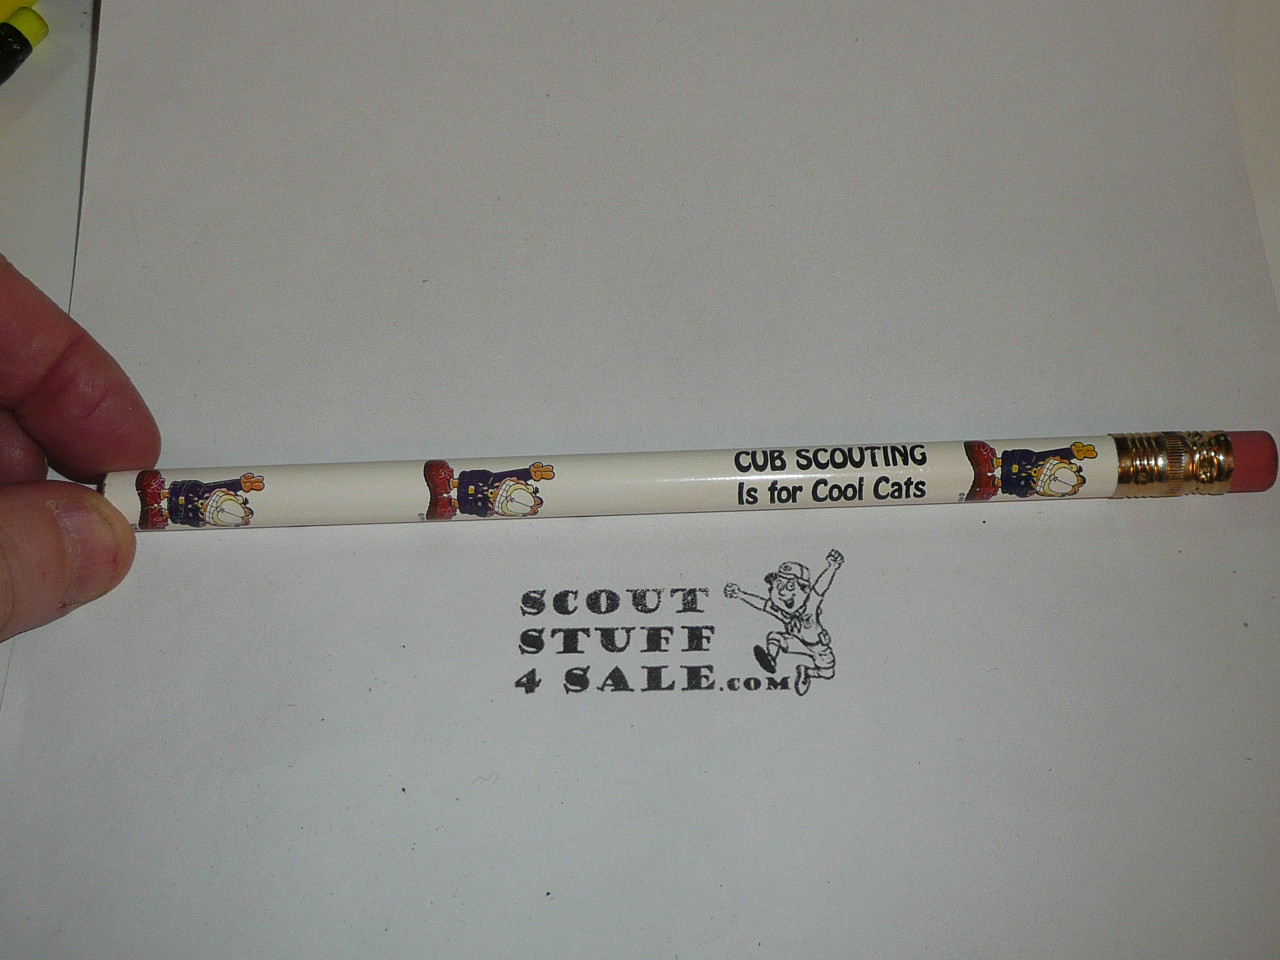 CUB SCOUTING
Is for Cool Cats
SCOUT
STUFF
4 SALE.COM